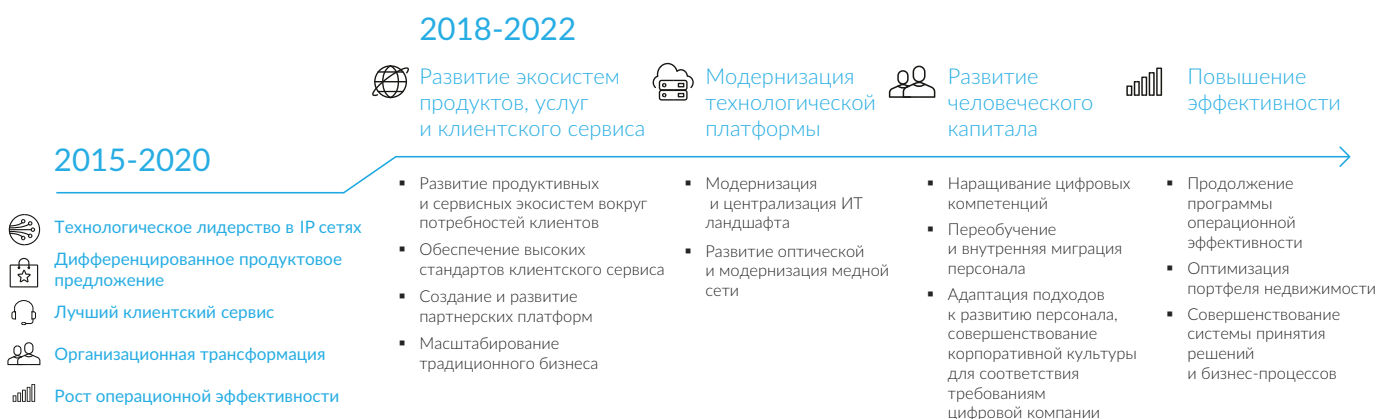 2018-2022
Развитие экосистем
продуктов, услуг
и клиентского сервиса
Модернизация
технологической
платформы
Развитие
человеческого
капитала
Повышение
эффективности
2015-2020
Технологическое лидерство в IP сетях
Дифференцированное продуктовое
предложение
Лучший клиентский сервис
Организационная трансформация
Рост операционной эффективности
▪ Развитие продуктивных
и сервисных экосистем вокруг
потребностей клиентов
▪ Обеспечение высоких
стандартов клиентского сервиса
▪ Создание и развитие
партнерских платформ
▪ Масштабирование
традиционного бизнеса
▪ Модернизация
и централизация ИТ
ландшафта
▪ Развитие оптической
и модернизация медной
сети
▪ Наращивание цифровых
компетенций
▪ Переобучение
и внутренняя миграция
персонала
▪ Адаптация подходов
к развитию персонала,
совершенствование
корпоративной культуры
для соответствия
требованиям
цифровой компании
▪ Продолжение
программы
операционной
эффективности
▪ Оптимизация
портфеля недвижимости
▪ Совершенствование
системы принятия
решений
и бизнес-процессов